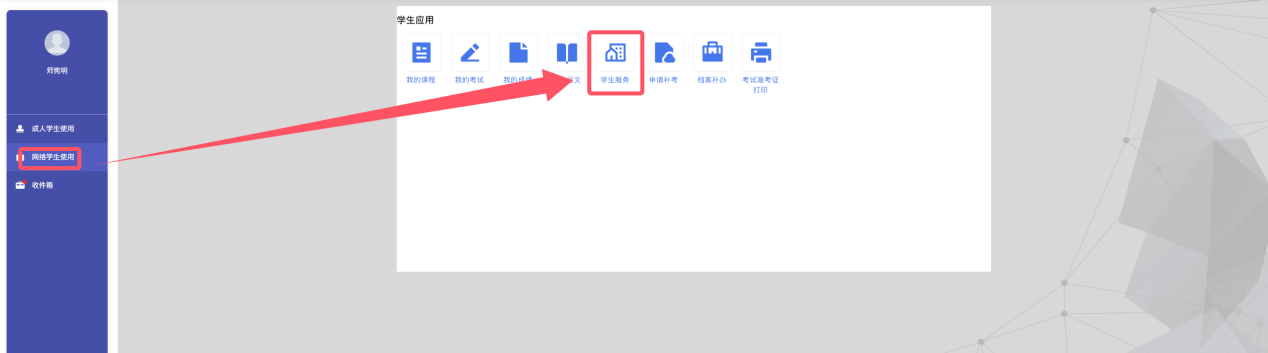 学生应用
师宪明
我的课程
我的考试
我的成绩
论文
学生服务
申请补考
档案补办
考试准考证
打印
成人学生使用
网络学生使用
收件箱